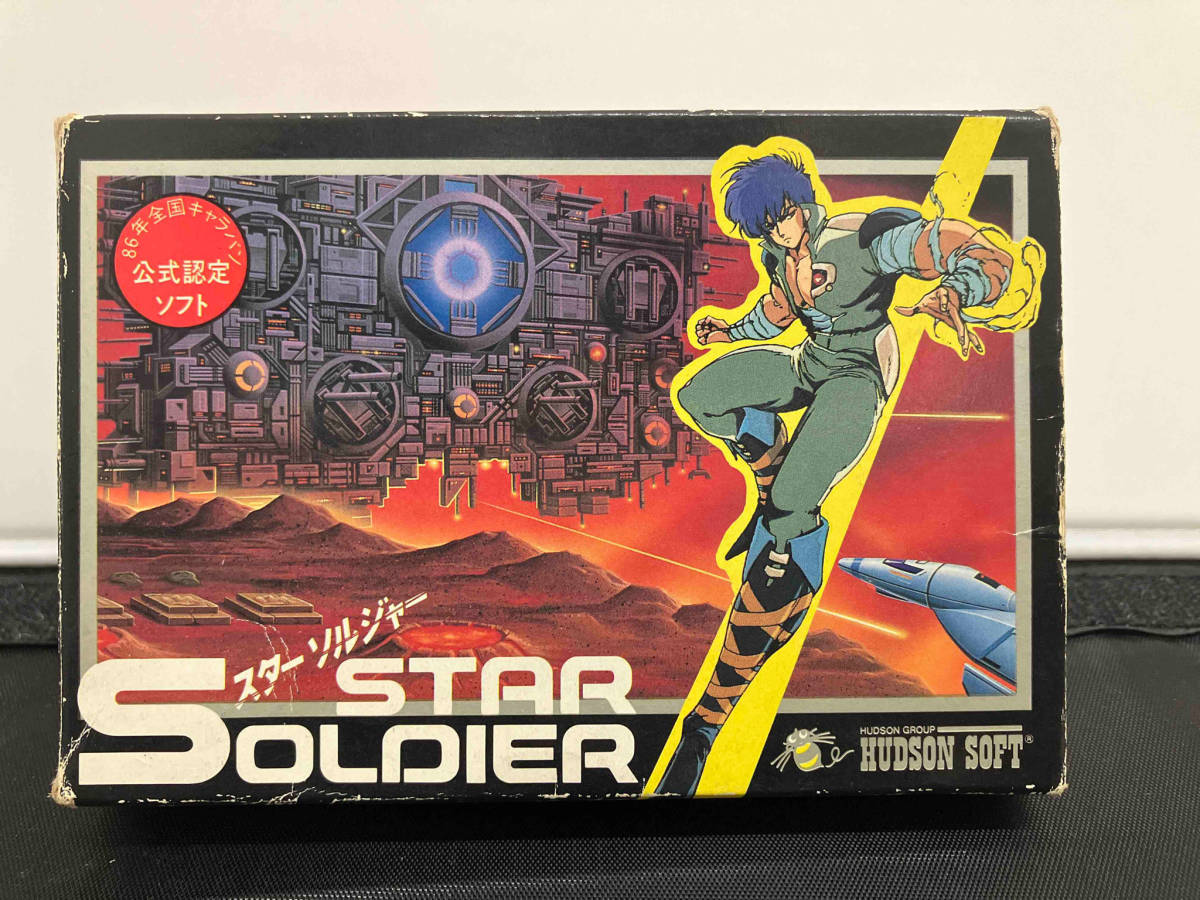 86年全国キャラバン
公式認定
ソフト
スターソルジャー
STAR
SOLDIER
HUDSON GROUP
HUDSON SOFT®